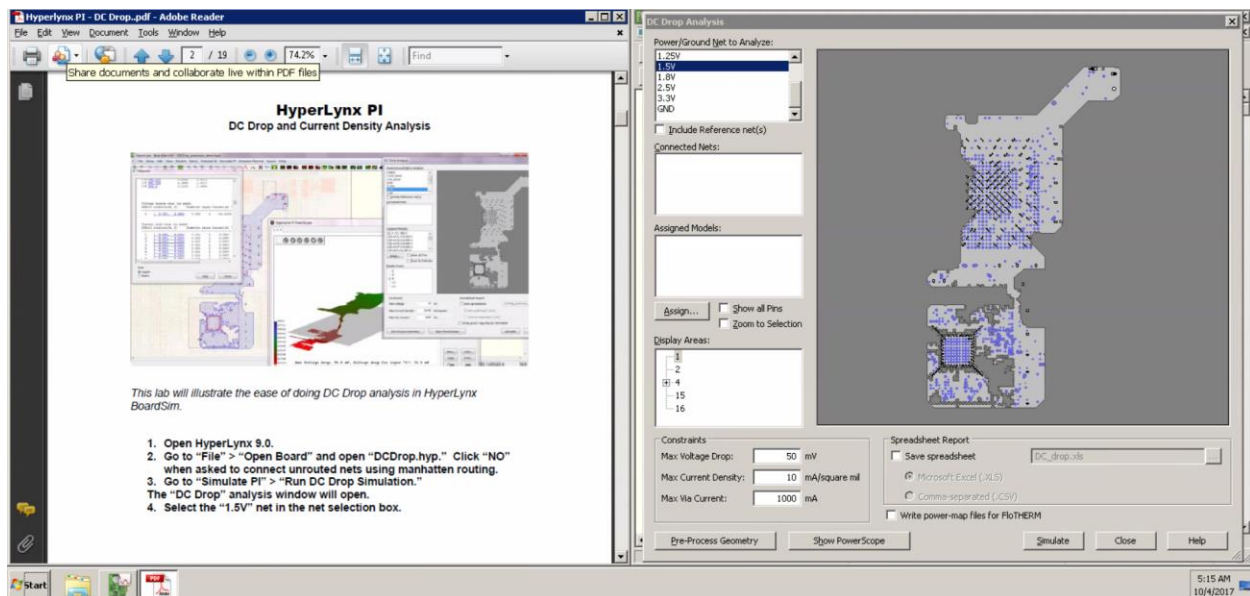 Hyperlynx PI - DC Drop..pdf - Adobe Reader
File Edit View Document Tools Window Help
2 / 19 74.2% Find
Share documents and collaborate live within PDF files
HyperLynx PI
DC Drop and Current Density Analysis
This lab will illustrate the ease of doing DC Drop analysis in HyperLynx
BoardSim.
1. Open HyperLynx 9.0.
2. Go to “File” > “Open Board” and open “DCDrop.hyp.” Click “NO”
when asked to connect unrouted nets using manhatten routing.
3. Go to “Simulate PI” > “Run DC Drop Simulation.”
The “DC Drop” analysis window will open.
4. Select the “1.5V” net in the net selection box.
DC Drop Analysis
Power/Ground Net to Analyze:
1.25V
1.5V
1.8V
2.5V
3.3V
GND
Include Reference net(s)
Connected Nets:
Assigned Models:
Assign...
Show all Pins
Zoom to Selection
Display Areas:
1
2
4
15
16
Constraints
Max Voltage Drop: 50 mV
Max Current Density: 10 mA/square mil
Max Via Current: 1000 mA
Spreadsheet Report
Save spreadsheet DC_drop.xls ...
Microsoft Excel (.XLS)
Comma-separated (.CSV)
Write power-map files for FloTHERM
Pre-Process Geometry Show PowerScope Simulate Close Help
Start
PDF
5:15 AM
10/4/2017